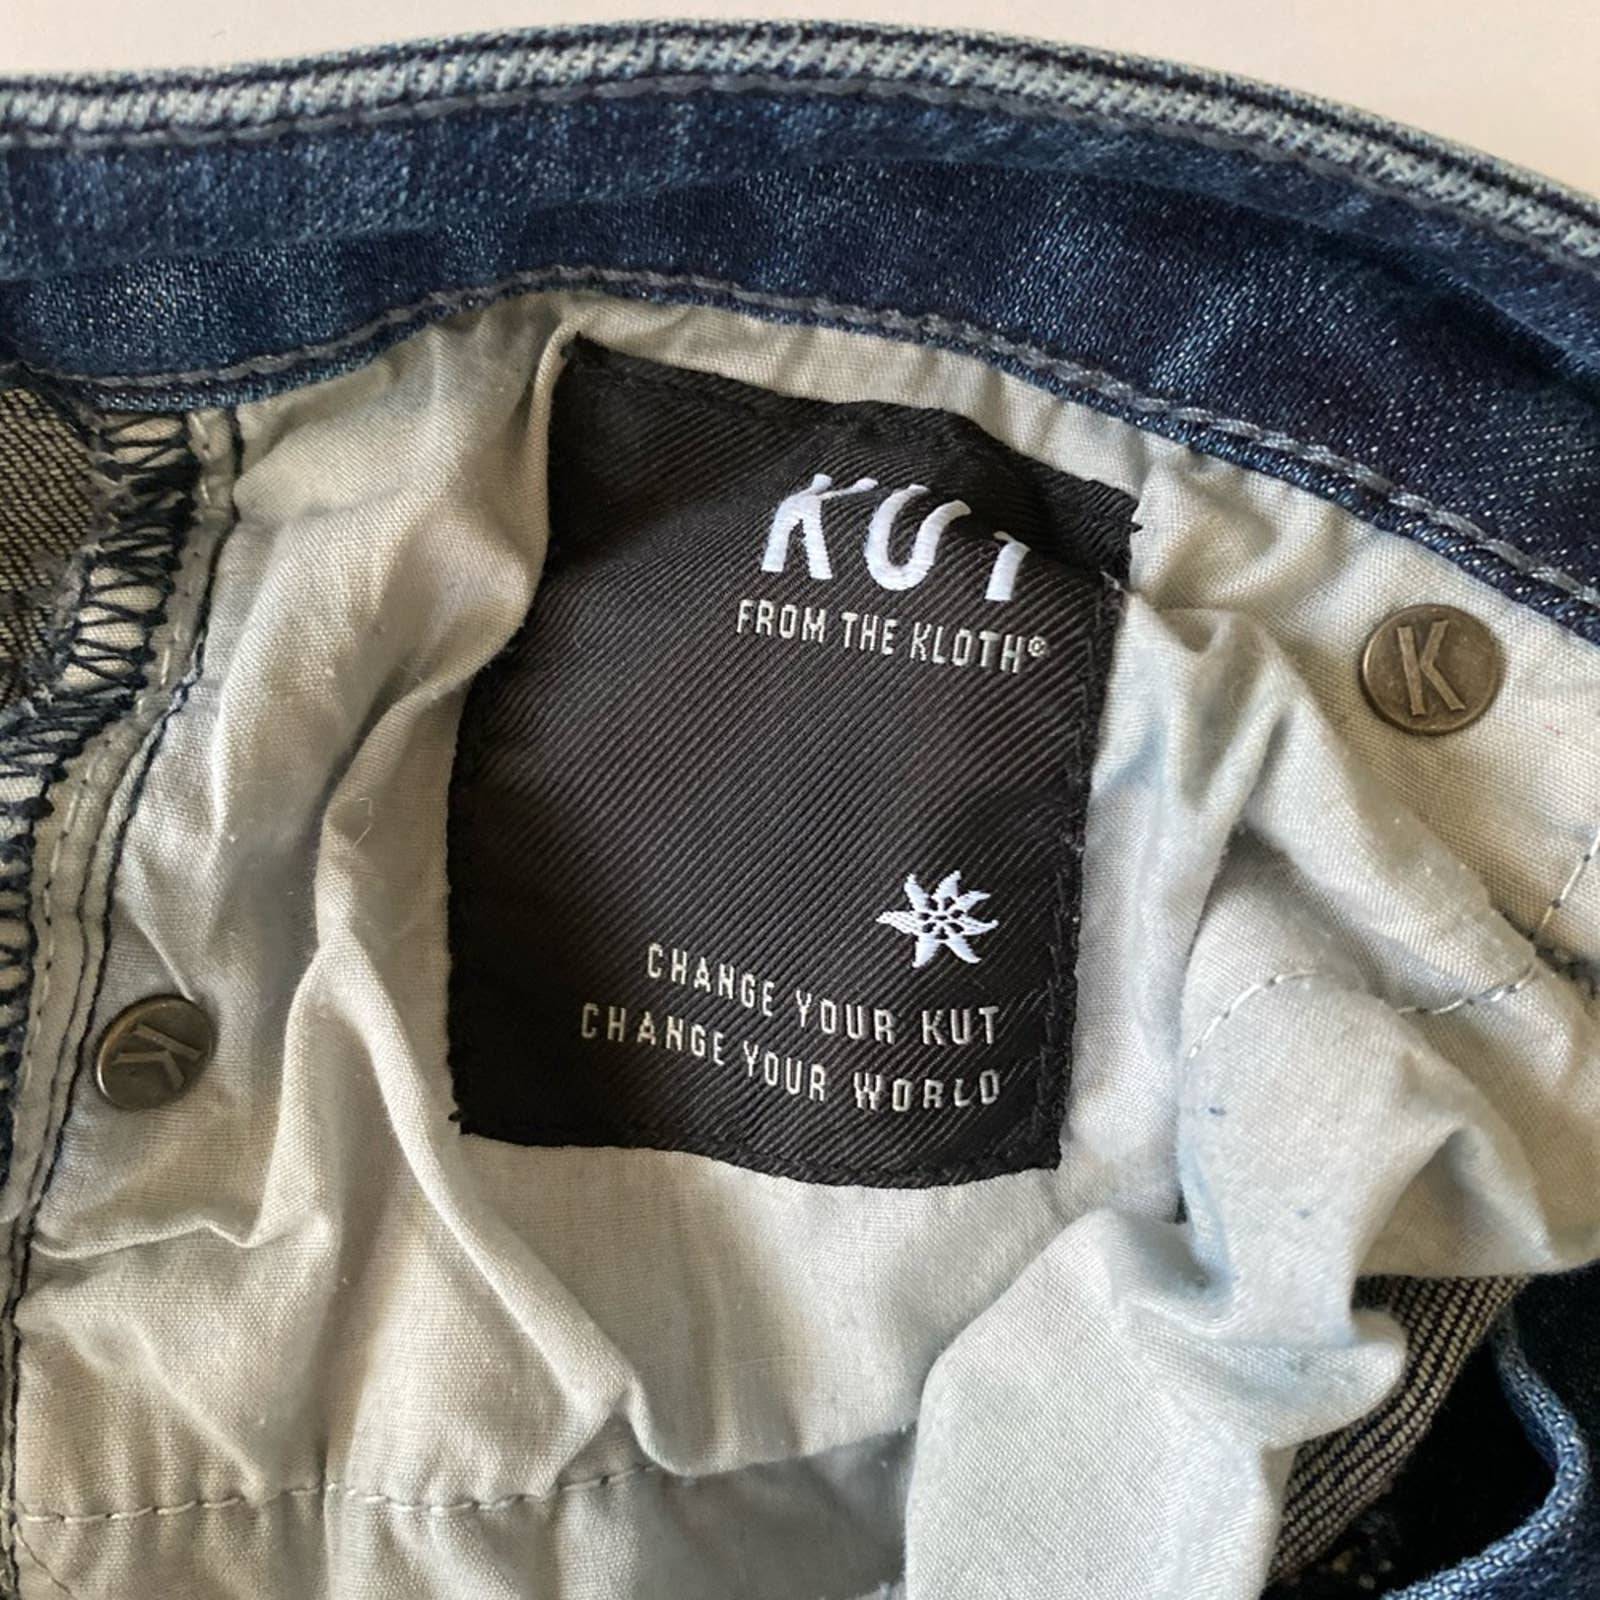 KUT
FROM THE KLOTH®
K
CHANGE YOUR KUT
CHANGE YOUR WORLD
K